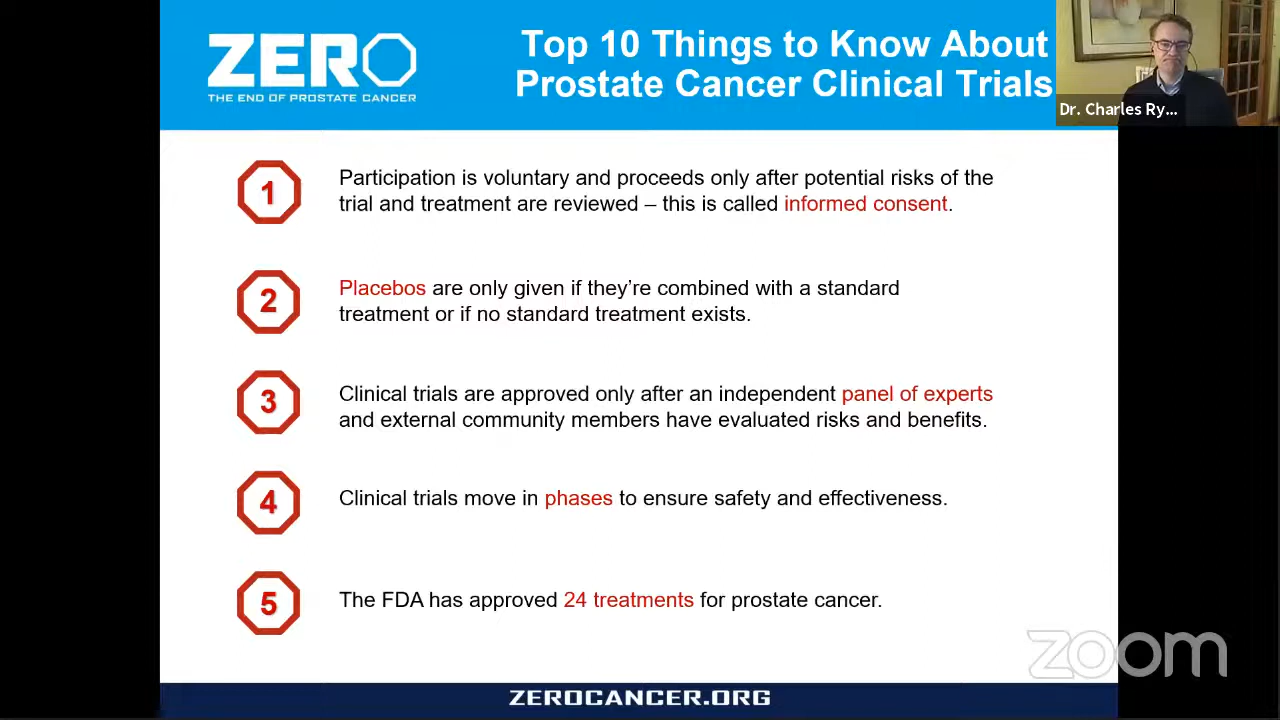 ZERO
THE END OF PROSTATE CANCER
Top 10 Things to Know About
Prostate Cancer Clinical Trials
Dr. Charles Ry...
1
Participation is voluntary and proceeds only after potential risks of the
trial and treatment are reviewed – this is called informed consent.
2
Placebos are only given if they’re combined with a standard
treatment or if no standard treatment exists.
3
Clinical trials are approved only after an independent panel of experts
and external community members have evaluated risks and benefits.
4
Clinical trials move in phases to ensure safety and effectiveness.
5
The FDA has approved 24 treatments for prostate cancer.
zoom
ZEROCANCER.ORG